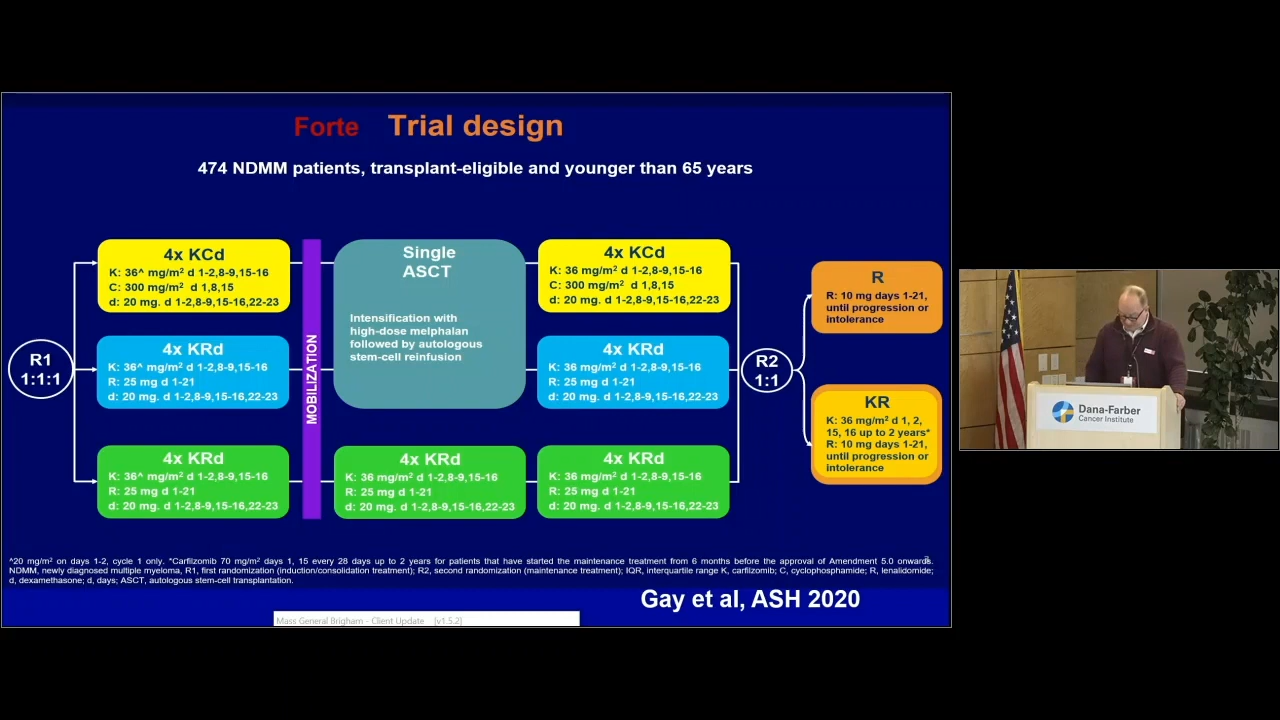 Forte Trial design
474 NDMM patients, transplant-eligible and younger than 65 years
R1
1:1:1
4x KCd
K: 36^ mg/m² d 1-2,8-9,15-16
C: 300 mg/m² d 1,8,15
d: 20 mg. d 1-2,8-9,15-16,22-23
4x KRd
K: 36^ mg/m² d 1-2,8-9,15-16
R: 25 mg d 1-21
d: 20 mg. d 1-2,8-9,15-16,22-23
4x KRd
K: 36^ mg/m² d 1-2,8-9,15-16
R: 25 mg d 1-21
d: 20 mg. d 1-2,8-9,15-16,22-23
MOBILIZATION
Single
ASCT
Intensification with
high-dose melphalan
followed by autologous
stem-cell reinfusion
4x KRd
K: 36 mg/m² d 1-2,8-9,15-16
R: 25 mg d 1-21
d: 20 mg. d 1-2,8-9,15-16,22-23
4x KCd
K: 36 mg/m² d 1-2,8-9,15-16
C: 300 mg/m² d 1,8,15
d: 20 mg. d 1-2,8-9,15-16,22-23
4x KRd
K: 36 mg/m² d 1-2,8-9,15-16
R: 25 mg d 1-21
d: 20 mg. d 1-2,8-9,15-16,22-23
4x KRd
K: 36 mg/m² d 1-2,8-9,15-16
R: 25 mg d 1-21
d: 20 mg. d 1-2,8-9,15-16,22-23
R2
1:1
R
R: 10 mg days 1-21,
until progression or
intolerance
KR
K: 36 mg/m² d 1, 2,
15, 16 up to 2 years*
R: 10 mg days 1-21,
until progression or
intolerance
^20 mg/m² on days 1-2, cycle 1 only. *Carfilzomib 70 mg/m² days 1, 15 every 28 days up to 2 years for patients that have started the maintenance treatment from 6 months before the approval of Amendment 5.0 onwards.
NDMM, newly diagnosed multiple myeloma, R1, first randomization (induction/consolidation treatment); R2, second randomization (maintenance treatment); IQR, interquartile range K, carfilzomib; C, cyclophosphamide; R, lenalidomide;
d, dexamethasone; d, days; ASCT, autologous stem-cell transplantation.
Gay et al, ASH 2020
Mass General Brigham - Client Update [v1.5.2]
Dana-Farber
Cancer Institute